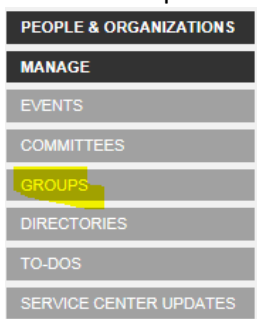 PEOPLE & ORGANIZATIONS
MANAGE
EVENTS
COMMITTEES
GROUPS
DIRECTORIES
TO-DOS
SERVICE CENTER UPDATES